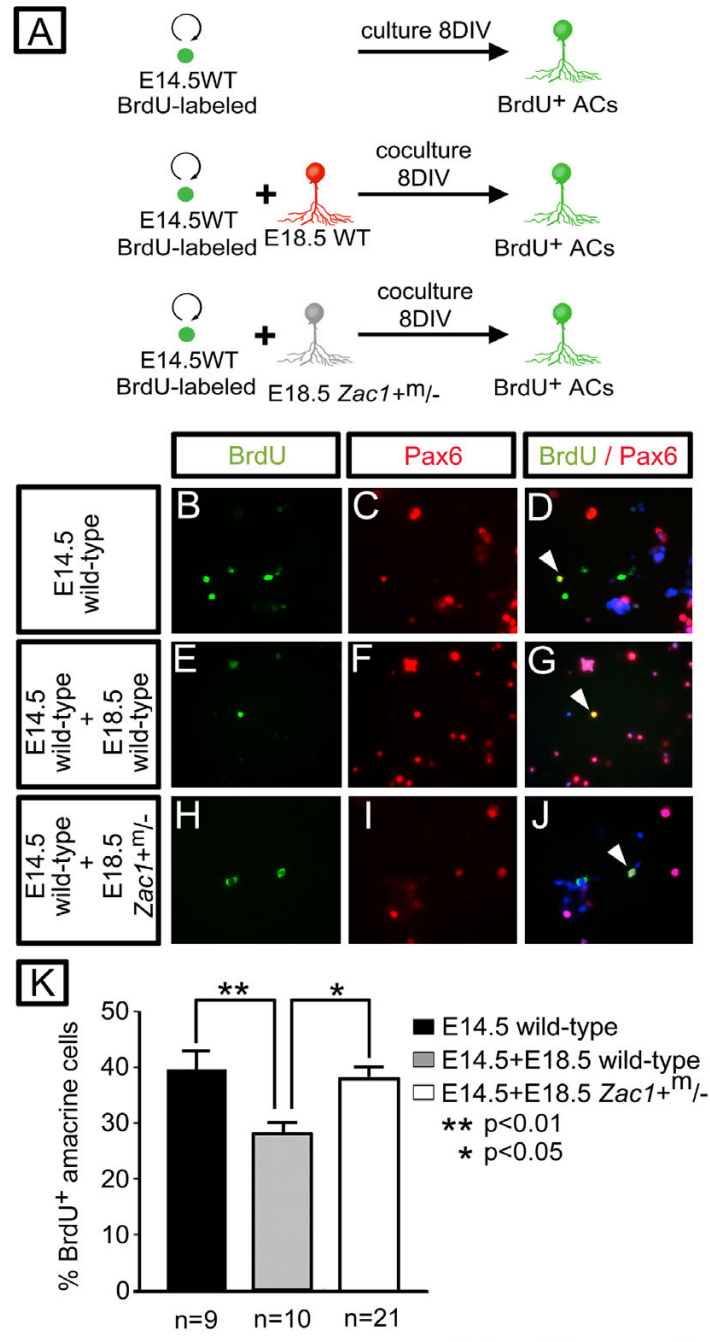 A
culture 8DIV
E14.5WT
BrdU-labeled
BrdU+ ACs
coculture
8DIV
+
E14.5WT
BrdU-labeled
E18.5 WT
BrdU+ ACs
coculture
8DIV
+
E14.5WT
BrdU-labeled
E18.5 Zac1+m/-
BrdU+ ACs
BrdU
Pax6
BrdU / Pax6
E14.5
wild-type
B
C
D
E14.5
wild-type
+
E18.5
wild-type
E
F
G
E14.5
wild-type
+
E18.5
Zac1+m/-
H
I
J
K
% BrdU+ amacrine cells
50
40
30
20
10
0
**
*
n=9
n=10
n=21
E14.5 wild-type
E14.5+E18.5 wild-type
E14.5+E18.5 Zac1+m/-
** p<0.01
* p<0.05